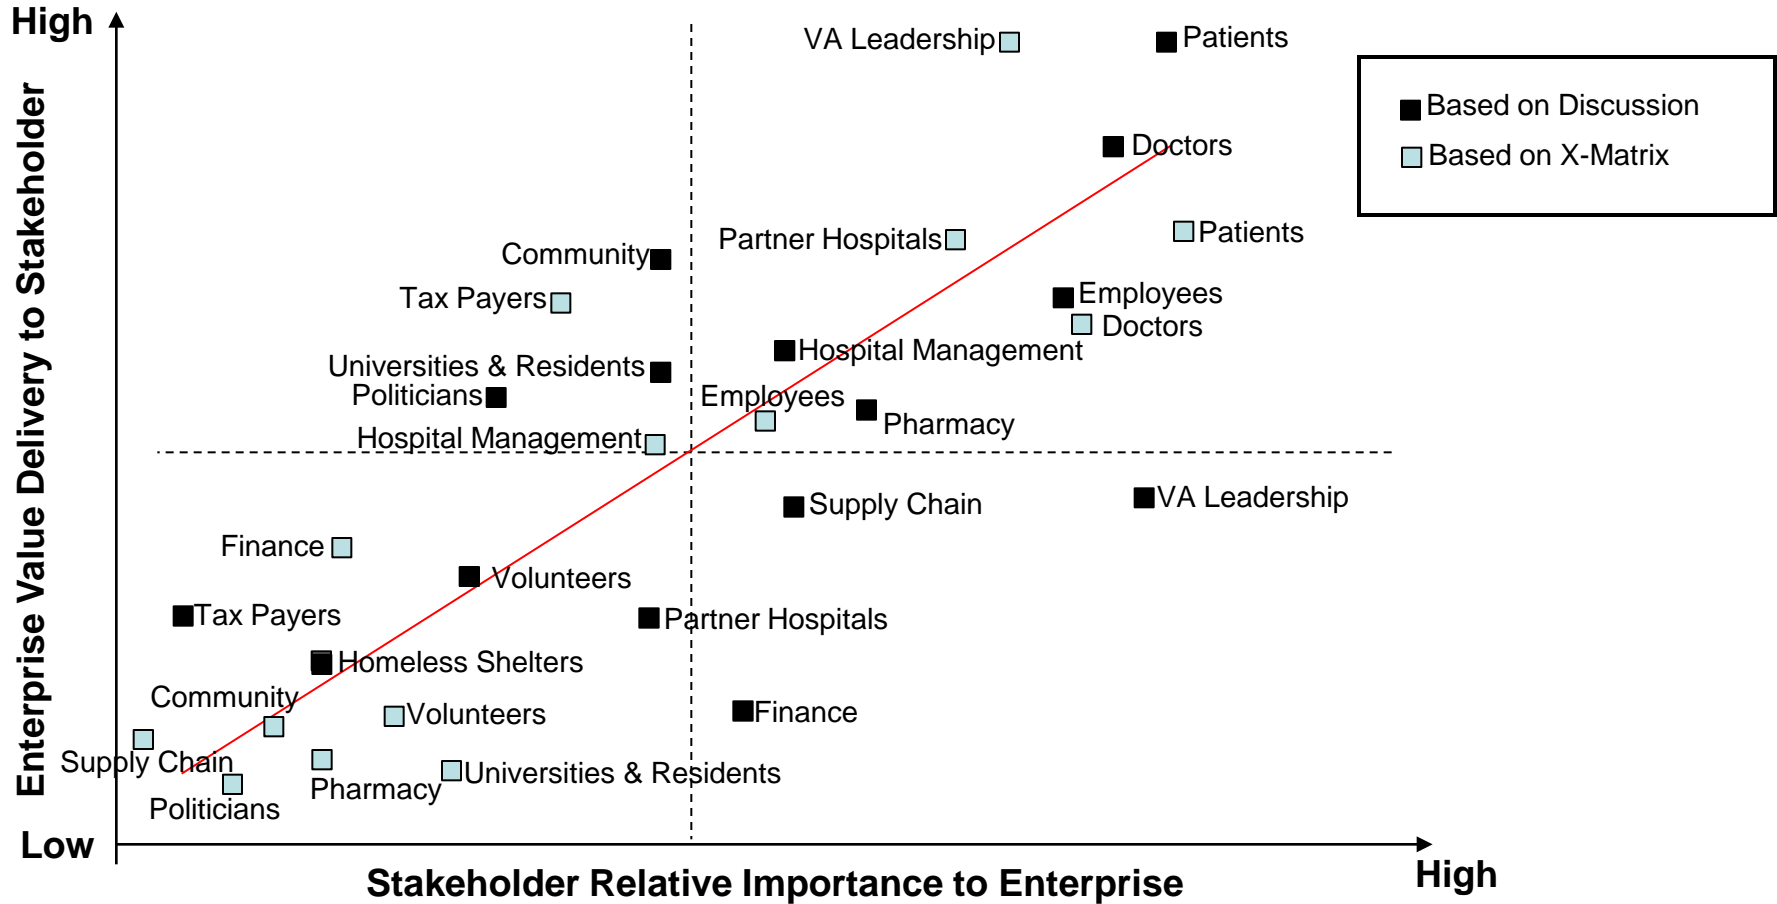 High
VA Leadership
Patients
Based on Discussion
Based on X-Matrix
Doctors
Partner Hospitals
Patients
Community
Tax Payers
Employees
Doctors
Universities & Residents
Hospital Management
Politicians
Employees
Pharmacy
Hospital Management
Supply Chain
VA Leadership
Finance
Volunteers
Tax Payers
Partner Hospitals
Homeless Shelters
Community
Volunteers
Finance
Supply Chain
Universities & Residents
Pharmacy
Politicians
Enterprise Value Delivery to Stakeholder
Low
Stakeholder Relative Importance to Enterprise
High